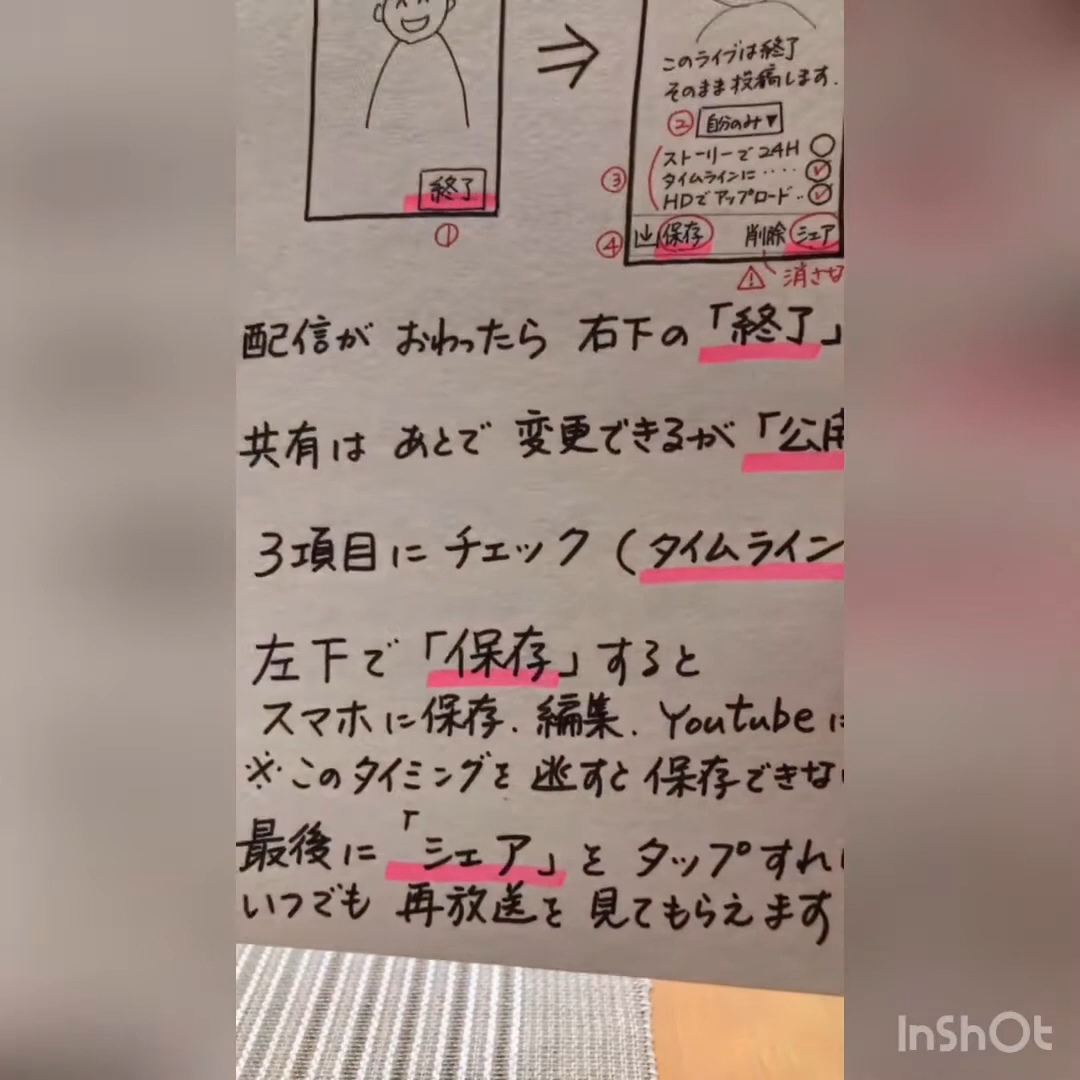 このライブは終了
そのまま投稿します.
② 自分のみ▼
ストーリーで24H
③ タイムラインに‥‥
HDでアップロード‥
終了
①
④ 保存 削除 シェア
消さな
配信が おわったら 右下の「終了」
共有は あとで 変更できるが「公開
3項目に チェック (タイムライン
左下で「保存」すると
スマホに保存.編集.Youtubeに
※このタイミングを 逃すと 保存できない
最後に「シェア」と タップすれ
いつでも 再放送を 見てもらえます
InShOt